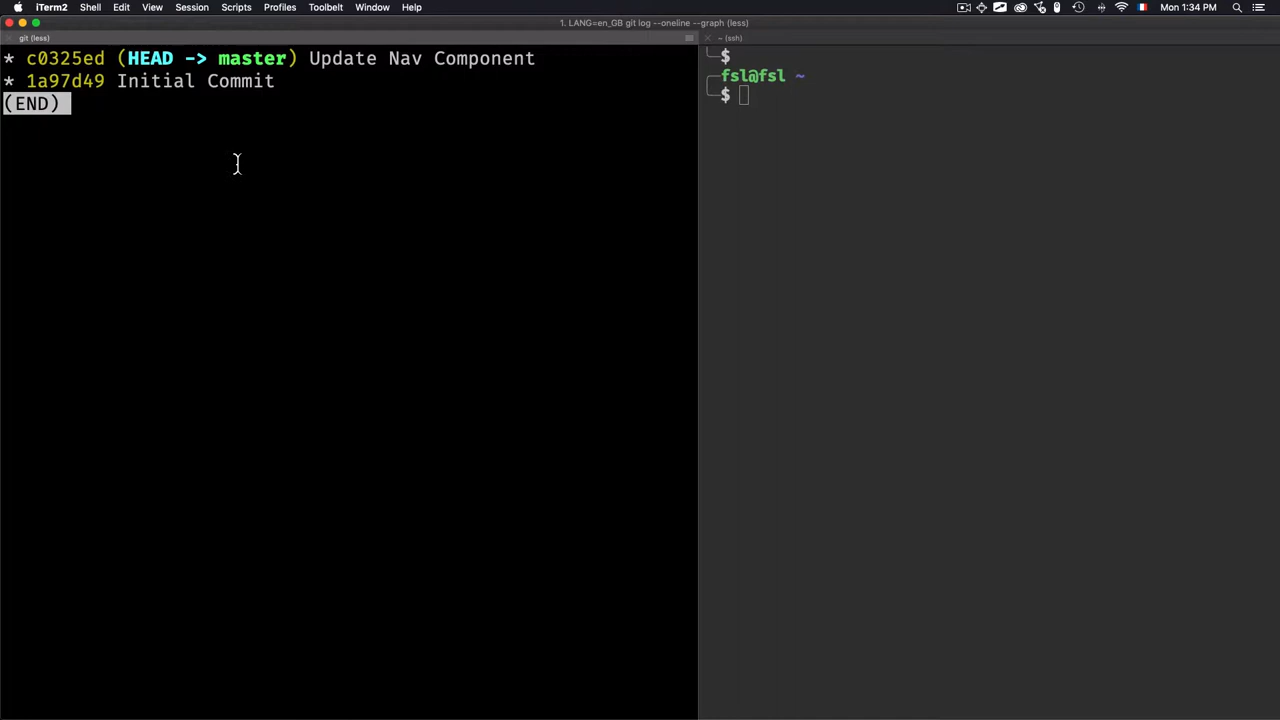 iTerm2 Shell Edit View Session Scripts Profiles Toolbelt Window Help Mon 1:34 PM
1. LANG=en_GB git log --oneline --graph (less)
git (less)
~ (ssh)
* c0325ed (HEAD -> master) Update Nav Component
* 1a97d49 Initial Commit
(END)
$
fsl@fsl ~
$